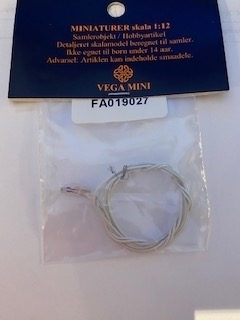 MINIATURER skala 1:12
Samlerobjekt / Hobbyartikel
Detaljeret skalamodel beregnet til samler.
Ikke egnet til børn under 14 aar.
Advarsel: Artiklen kan indeholde smaadele.
VEGA MINI
FA019027